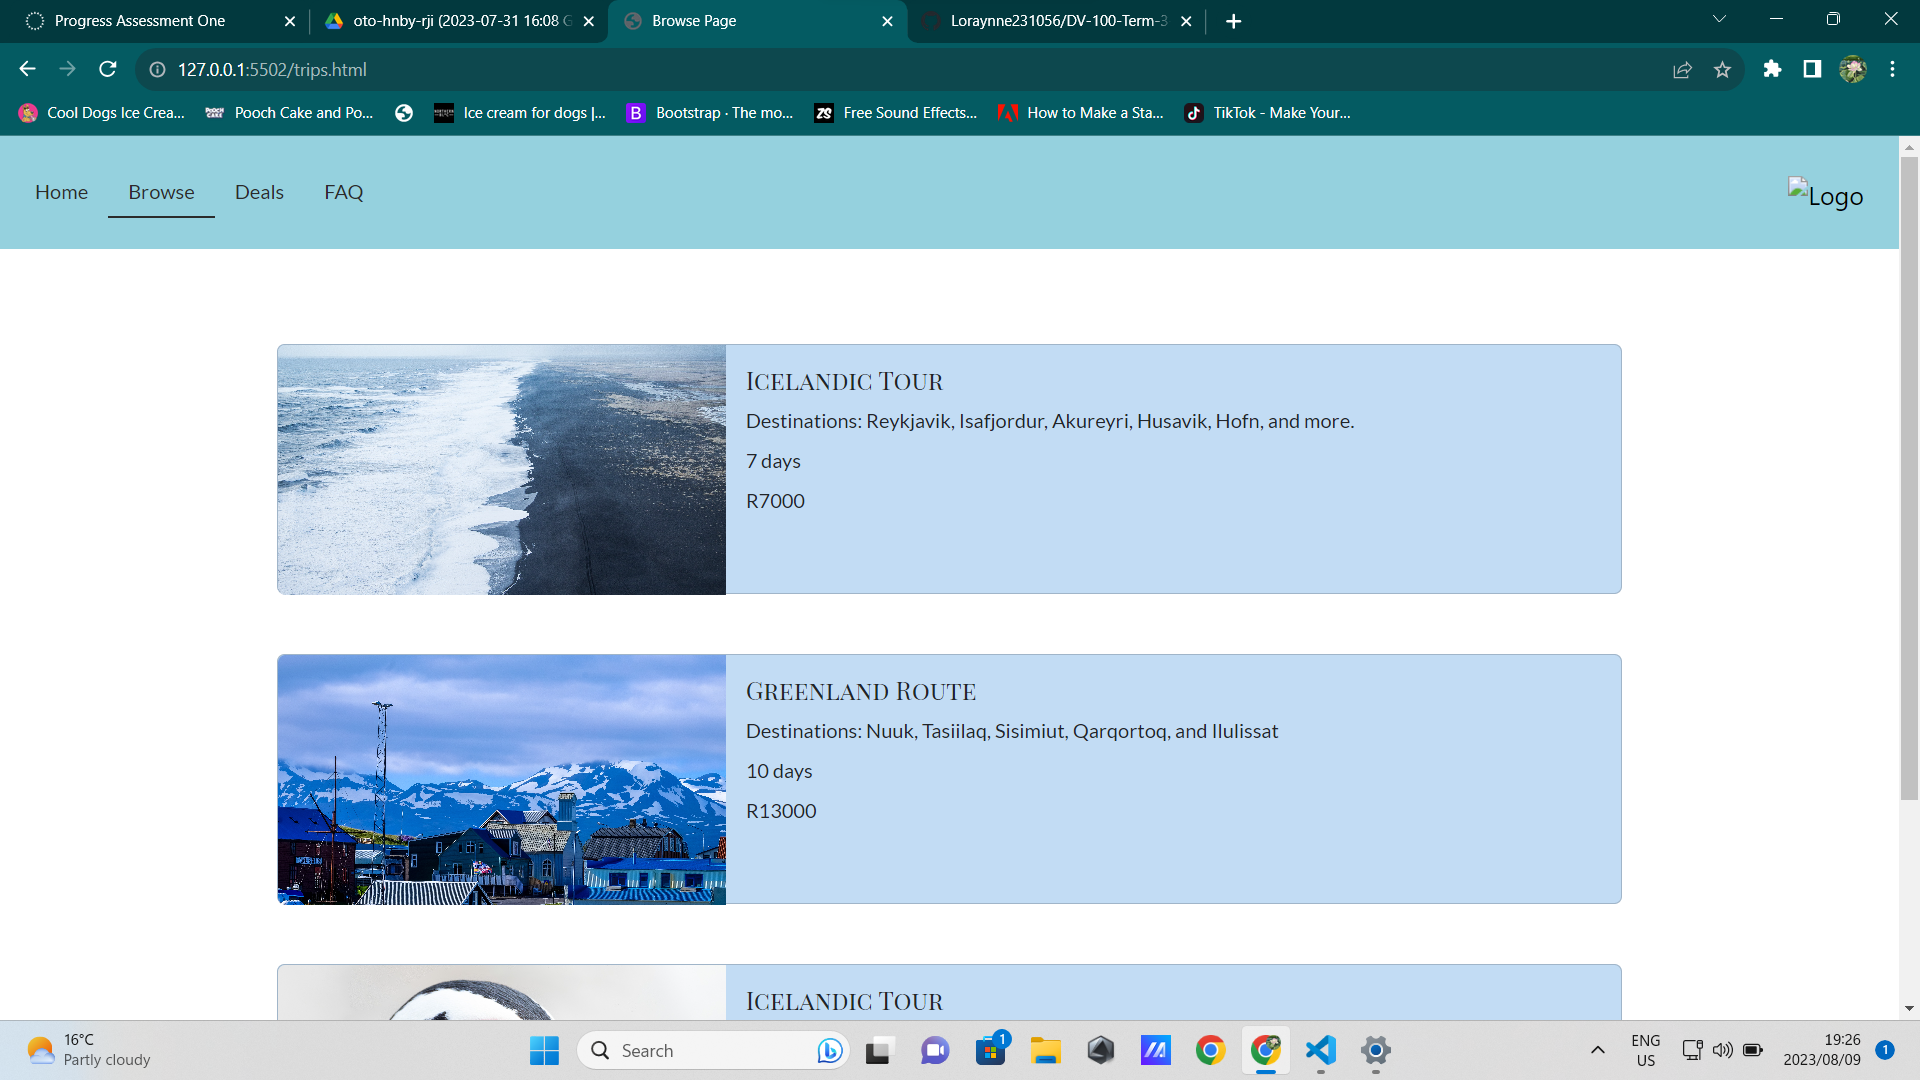 Progress Assessment One
oto-hnby-rji (2023-07-31 16:08 G
Browse Page
Loraynne231056/DV-100-Term-3
127.0.0.1:5502/trips.html
Cool Dogs Ice Crea...
Pooch Cake and Po...
Ice cream for dogs |...
Bootstrap · The mo...
Free Sound Effects...
How to Make a Sta...
TikTok - Make Your...
Home
Browse
Deals
FAQ
Logo
Icelandic Tour
Destinations: Reykjavik, Isafjordur, Akureyri, Husavik, Hofn, and more.
7 days
R7000
Greenland Route
Destinations: Nuuk, Tasiilaq, Sisimiut, Qarqortoq, and Ilulissat
10 days
R13000
Icelandic Tour
16°C
Partly cloudy
Search
1
ENG
US
19:26
2023/08/09
1